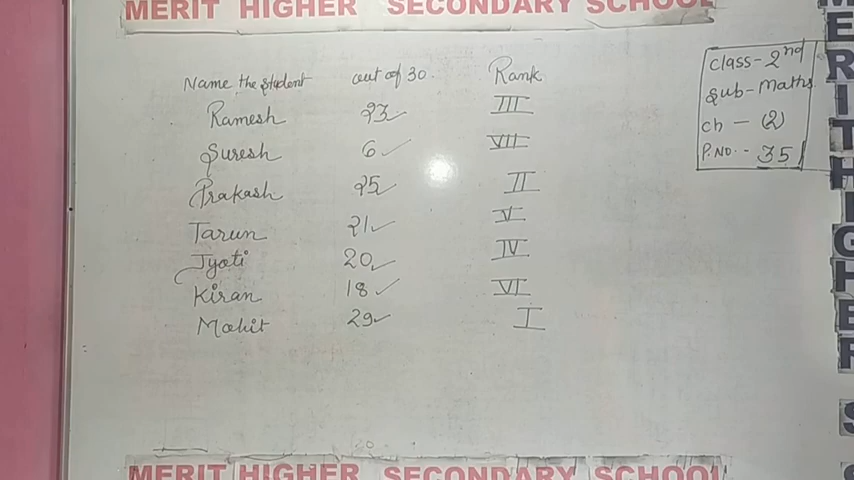 MERIT HIGHER SECONDARY SCHOOL
Class-2nd
Sub-Maths
Ch - (2)
P.NO.- 35
Name the Student out of 30. Rank
Ramesh 23 III
Suresh 6 VII
Prakash 25 II
Tarun 21 V
Jyoti 20 IV
Kiran 18 VI
Mohit 29 I
MERIT HIGHER SECONDARY SCHOOL
MERIT HIGHER S